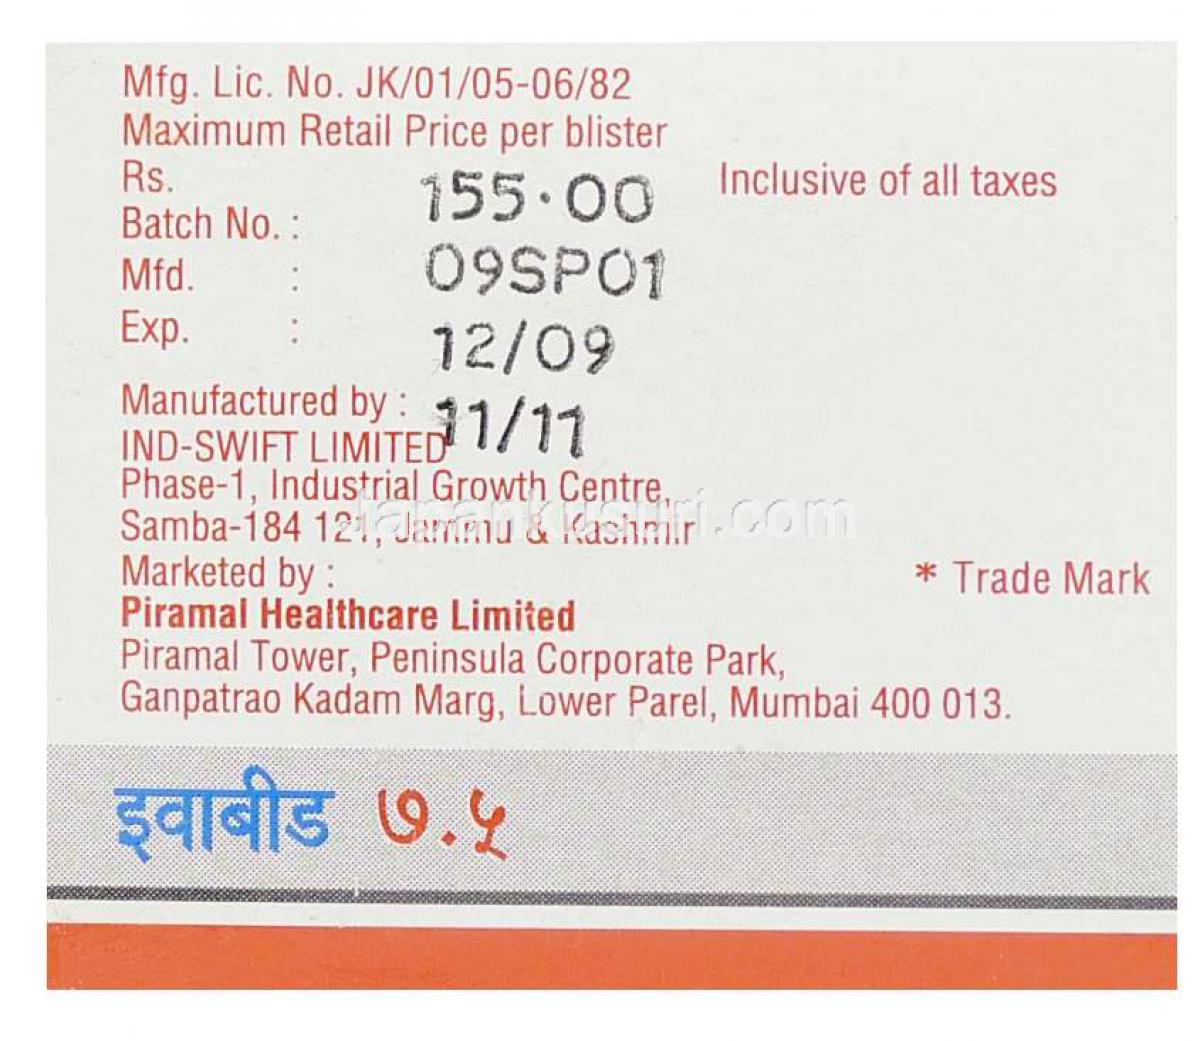 Mfg. Lic. No. JK/01/05-06/82
Maximum Retail Price per blister
Rs. 155.00 Inclusive of all taxes
Batch No. : 09SP01
Mfd. : 12/09
Exp. : 11/11
Manufactured by :
IND-SWIFT LIMITED
Phase-1, Industrial Growth Centre,
Samba-184 121, Jammu & Kashmir
Japankusuri.com
Marketed by : * Trade Mark
Piramal Healthcare Limited
Piramal Tower, Peninsula Corporate Park,
Ganpatrao Kadam Marg, Lower Parel, Mumbai 400 013.
इवाबीड ७.५